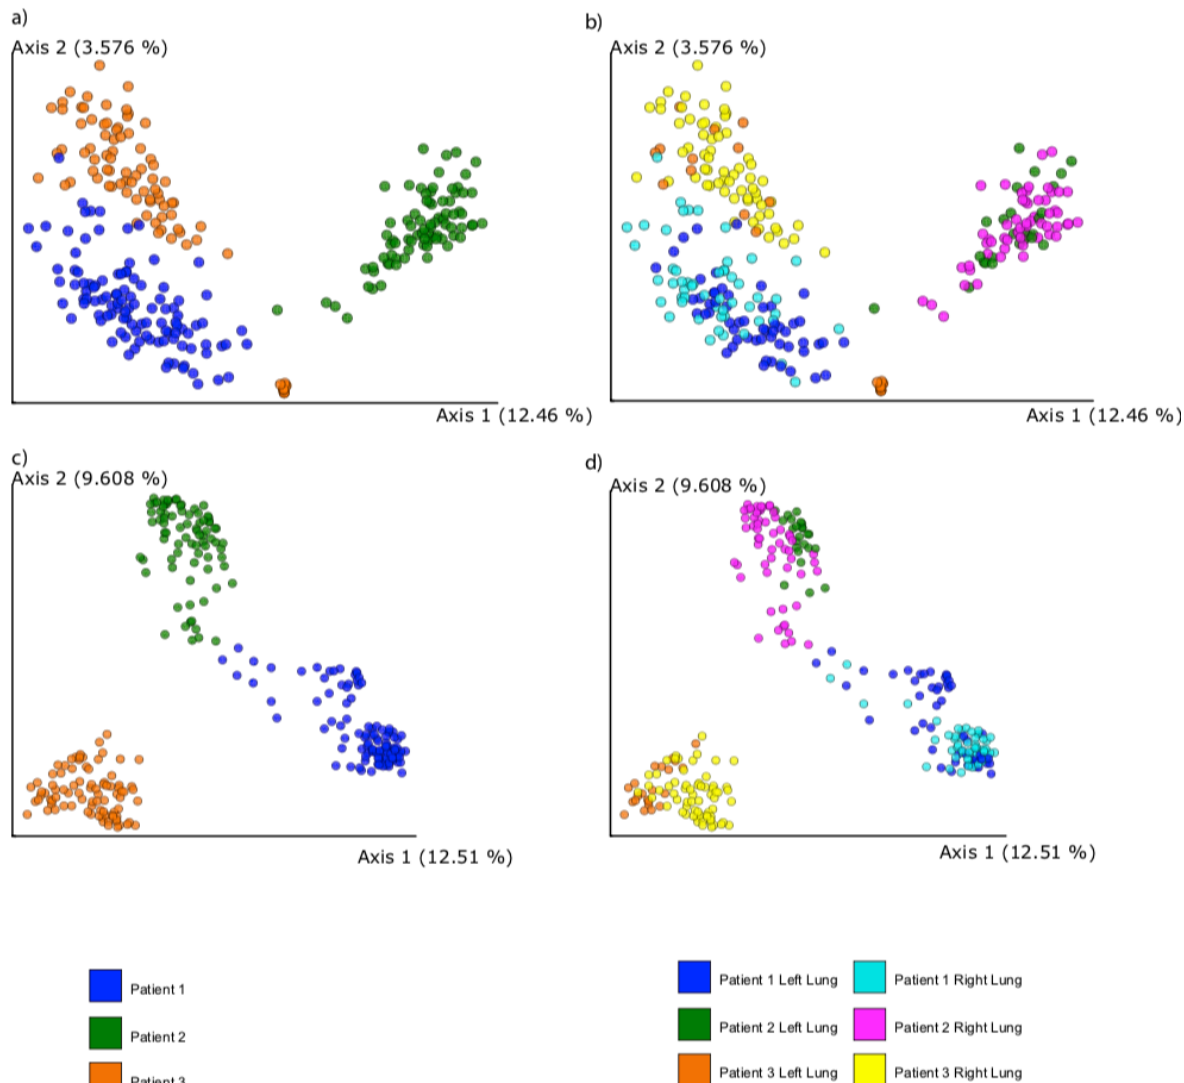 a)
Axis 2 (3.576 %)
Axis 1 (12.46 %)
b)
Axis 2 (3.576 %)
Axis 1 (12.46 %)
c)
Axis 2 (9.608 %)
Axis 1 (12.51 %)
d)
Axis 2 (9.608 %)
Axis 1 (12.51 %)
Patient 1
Patient 2
Patient 3
Patient 1 Left Lung
Patient 1 Right Lung
Patient 2 Left Lung
Patient 2 Right Lung
Patient 3 Left Lung
Patient 3 Right Lung